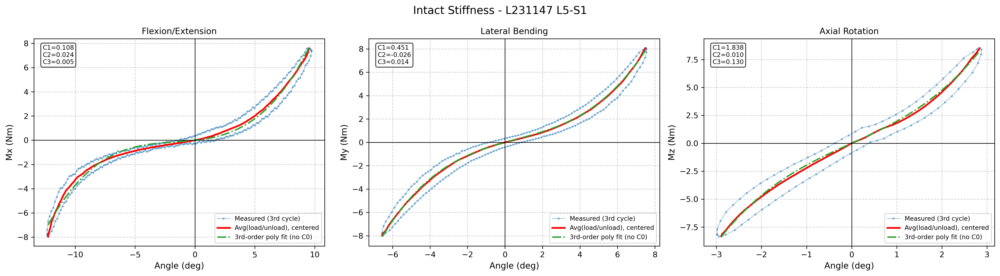 Intact Stiffness - L231147 L5-S1
Flexion/Extension
C1=0.108
C2=0.024
C3=0.005
8
6
4
2
0
−2
−4
−6
−8
Mx (Nm)
−10
−5
0
5
10
Angle (deg)
Measured (3rd cycle)
Avg(load/unload), centered
3rd-order poly fit (no C0)
Lateral Bending
C1=0.451
C2=-0.026
C3=0.014
8
6
4
2
0
−2
−4
−6
−8
My (Nm)
−6
−4
−2
0
2
4
6
8
Angle (deg)
Measured (3rd cycle)
Avg(load/unload), centered
3rd-order poly fit (no C0)
Axial Rotation
C1=1.838
C2=0.010
C3=0.130
7.5
5.0
2.5
0.0
−2.5
−5.0
−7.5
Mz (Nm)
−3
−2
−1
0
1
2
3
Angle (deg)
Measured (3rd cycle)
Avg(load/unload), centered
3rd-order poly fit (no C0)